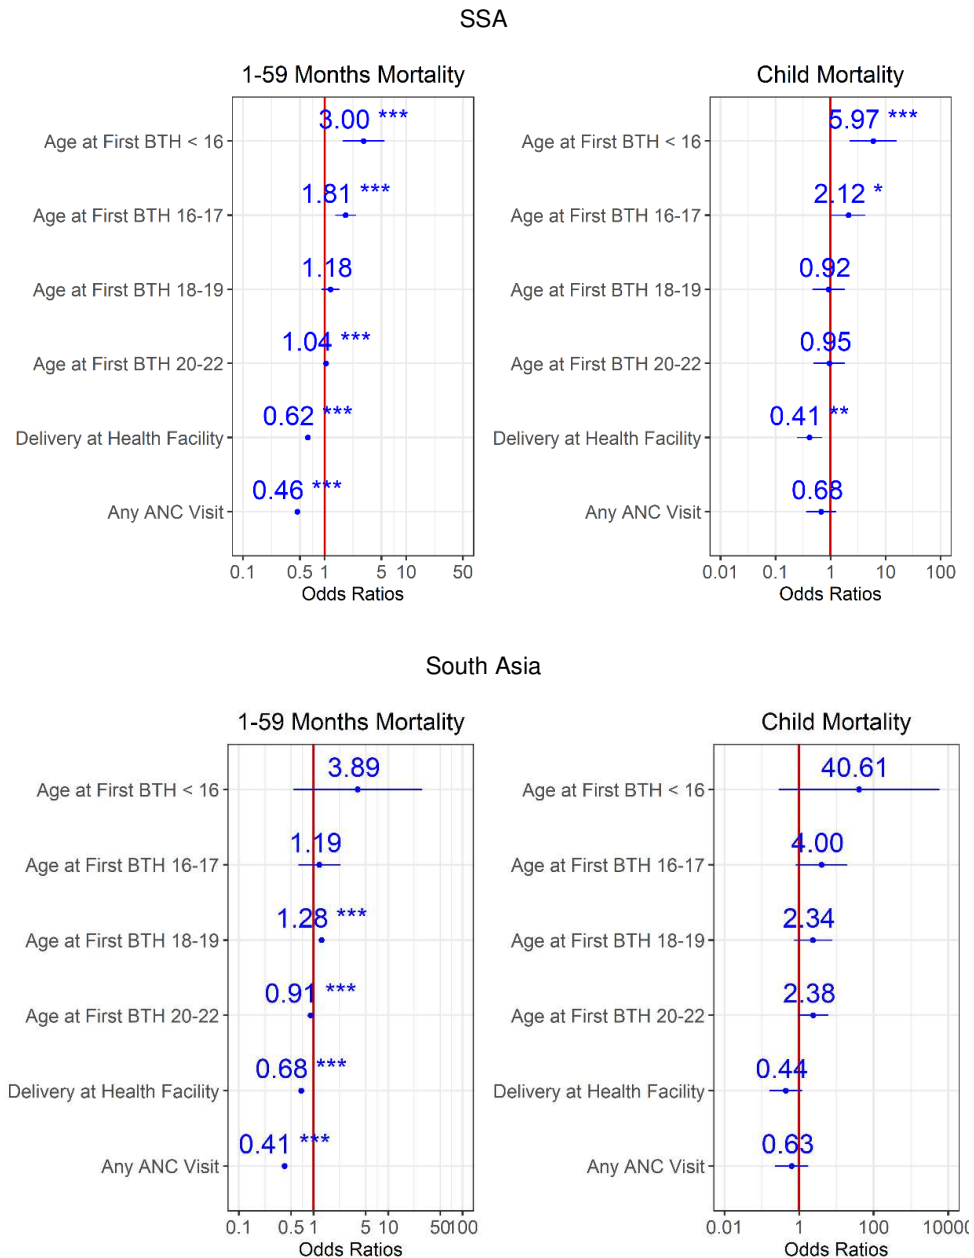 SSA
1-59 Months Mortality
Child Mortality
Age at First BTH < 16
3.00 ***
Age at First BTH 16-17
1.81 ***
Age at First BTH 18-19
1.18
Age at First BTH 20-22
1.04 ***
Delivery at Health Facility
0.62 ***
Any ANC Visit
0.46 ***
0.1 0.5 1 5 10 50
Odds Ratios
Age at First BTH < 16
5.97 ***
Age at First BTH 16-17
2.12 *
Age at First BTH 18-19
0.92
Age at First BTH 20-22
0.95
Delivery at Health Facility
0.41 **
Any ANC Visit
0.68
0.01 0.1 1 10 100
Odds Ratios
South Asia
1-59 Months Mortality
Child Mortality
Age at First BTH < 16
3.89
Age at First BTH 16-17
1.19
Age at First BTH 18-19
1.28 ***
Age at First BTH 20-22
0.91 ***
Delivery at Health Facility
0.68 ***
Any ANC Visit
0.41 ***
0.1 0.5 1 5 10 50 100
Odds Ratios
Age at First BTH < 16
40.61
Age at First BTH 16-17
4.00
Age at First BTH 18-19
2.34
Age at First BTH 20-22
2.38
Delivery at Health Facility
0.44
Any ANC Visit
0.63
0.01 1 100 10000
Odds Ratios